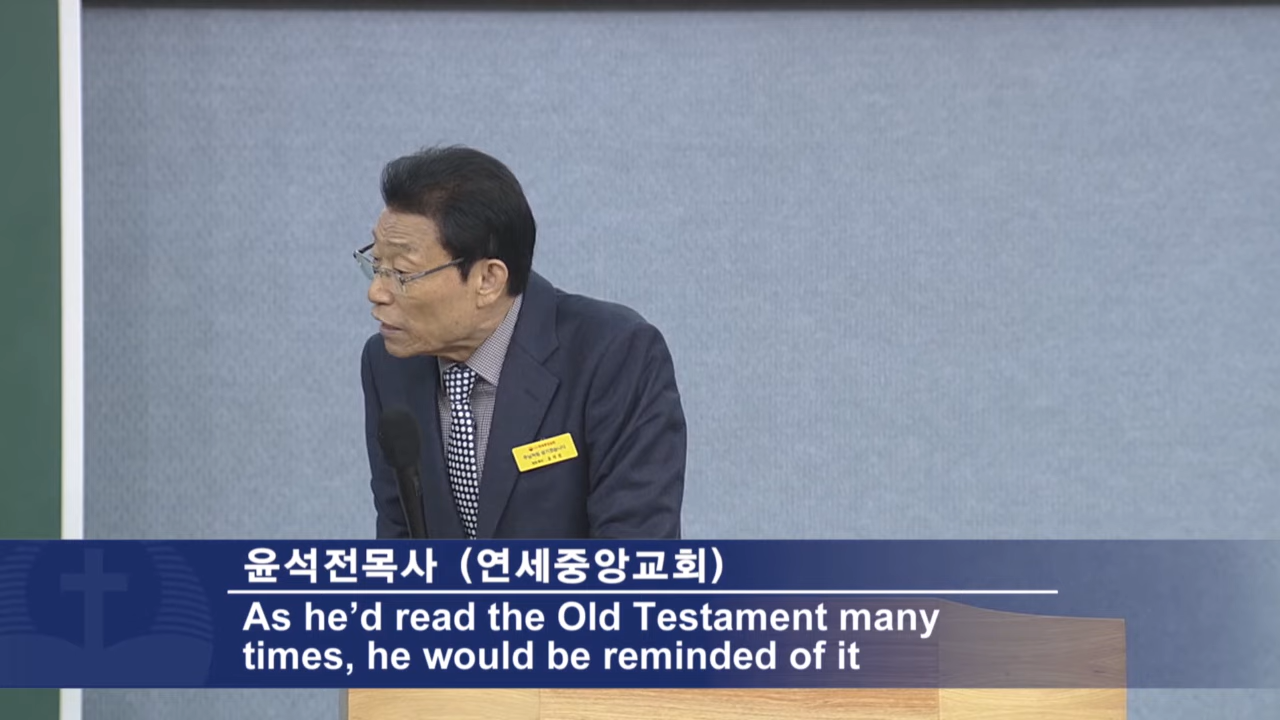 윤석전목사 (연세중앙교회)
As he’d read the Old Testament many
times, he would be reminded of it